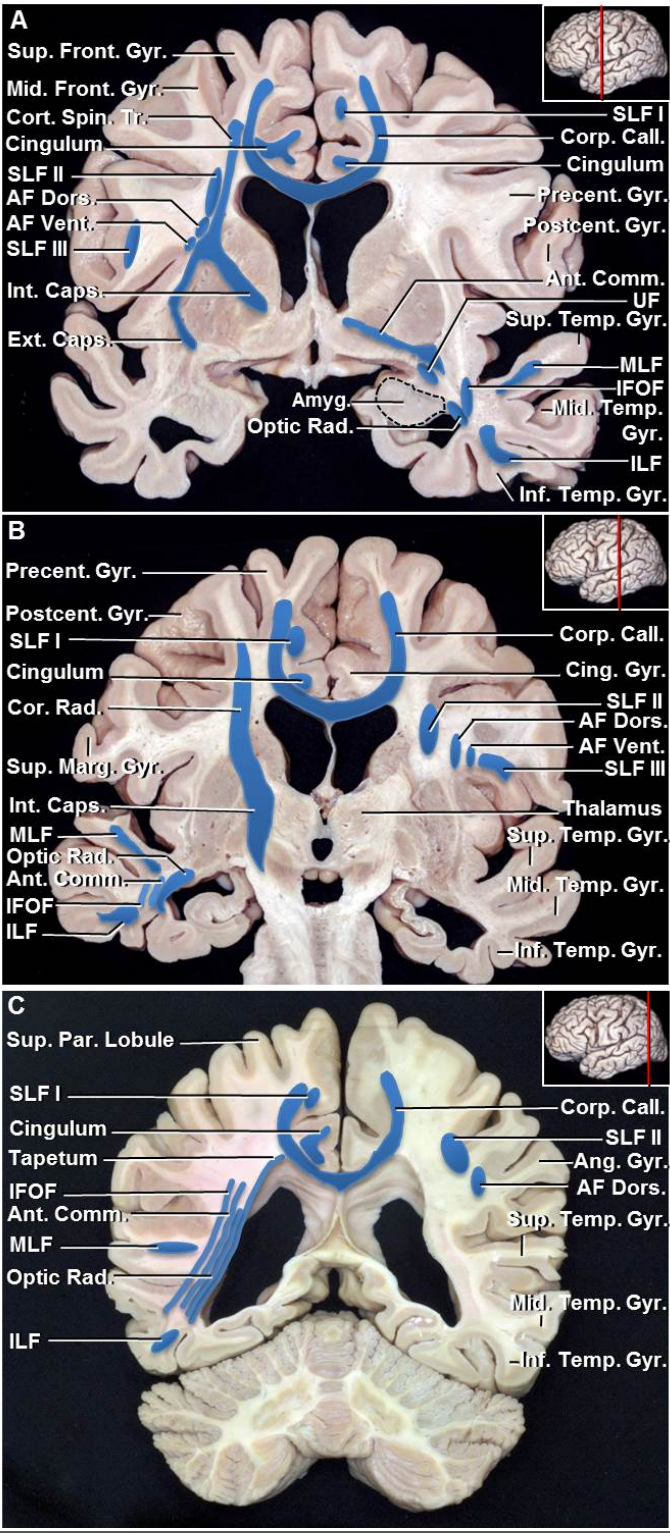 A
Sup. Front. Gyr.
Mid. Front. Gyr.
Cort. Spin. Tr.
Cingulum
SLF II
AF Dors.
AF Vent.
SLF III
Int. Caps.
Ext. Caps.
SLF I
Corp. Call.
Cingulum
Precent. Gyr.
Postcent. Gyr.
Ant. Comm.
UF
Sup. Temp. Gyr.
MLF
IFOF
Mid. Temp.
Gyr.
ILF
Inf. Temp. Gyr.
Amyg.
Optic Rad.
B
Precent. Gyr.
Postcent. Gyr.
SLF I
Cingulum
Cor. Rad.
Sup. Marg. Gyr.
Int. Caps.
MLF
Optic Rad.
Ant. Comm.
IFOF
ILF
Corp. Call.
Cing. Gyr.
SLF II
AF Dors.
AF Vent.
SLF III
Thalamus
Sup. Temp. Gyr.
Mid. Temp. Gyr.
Inf. Temp. Gyr.
C
Sup. Par. Lobule
SLF I
Cingulum
Tapetum
IFOF
Ant. Comm.
MLF
Optic Rad.
ILF
Corp. Call.
SLF II
Ang. Gyr.
AF Dors.
Sup. Temp. Gyr.
Mid. Temp. Gyr.
Inf. Temp. Gyr.